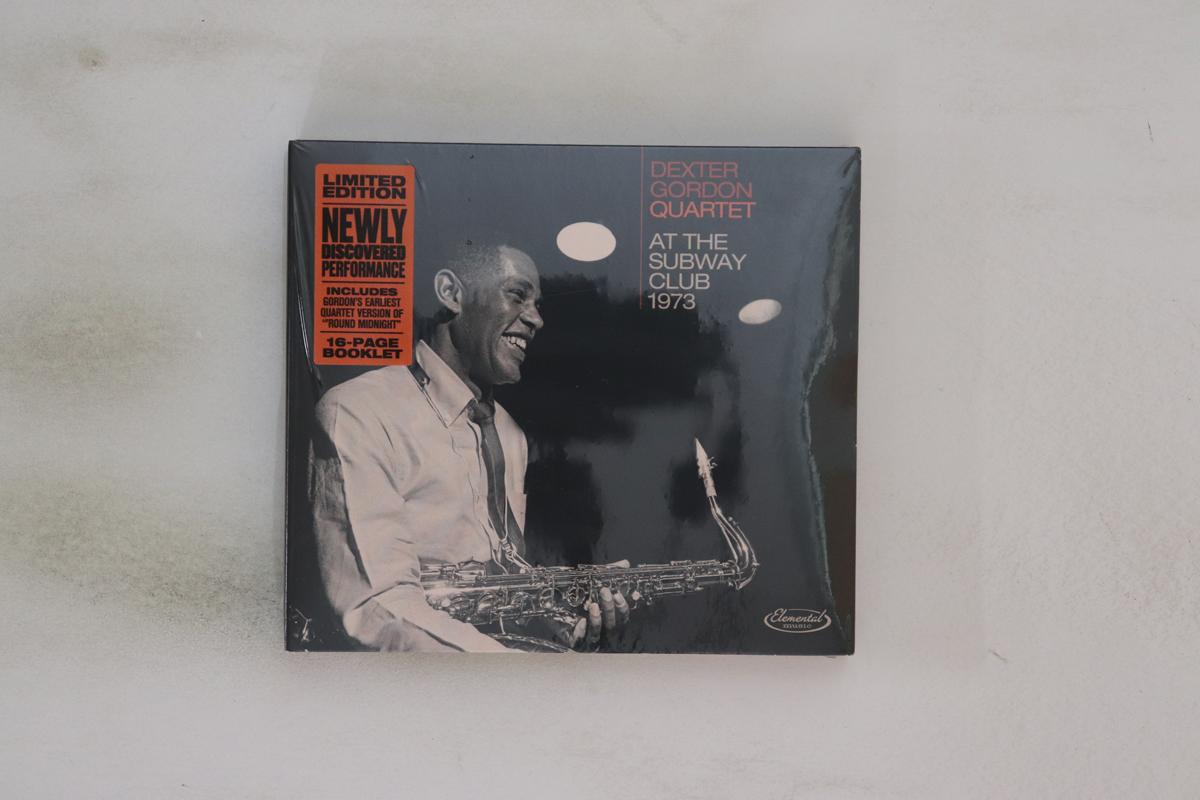 LIMITED
EDITION
NEWLY
DISCOVERED
PERFORMANCE
INCLUDES
GORDON'S EARLIEST
QUARTET VERSION OF
"'ROUND MIDNIGHT"
16-PAGE
BOOKLET
DEXTER
GORDON
QUARTET
AT THE
SUBWAY
CLUB
1973
Elemental
music